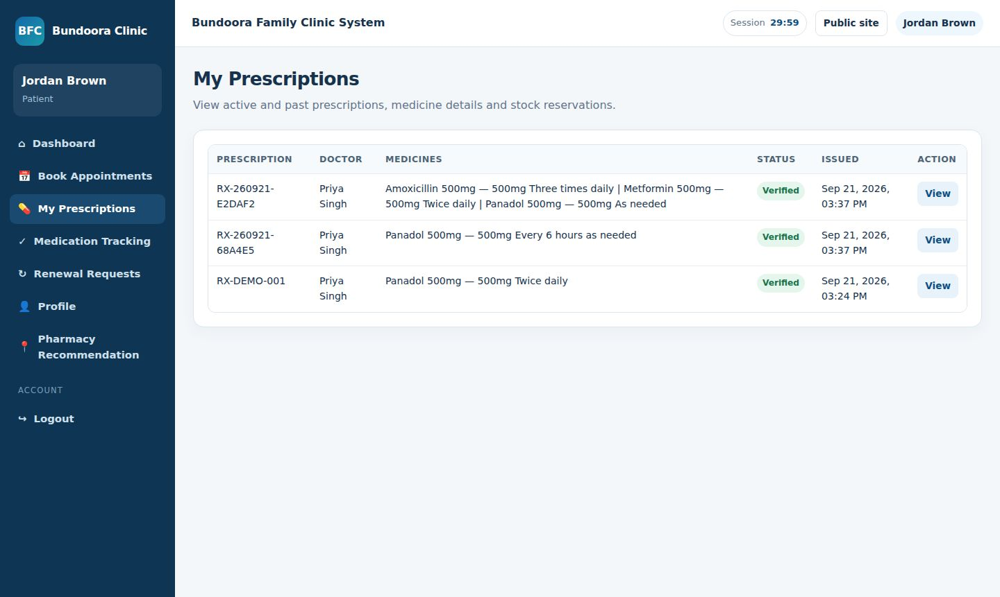 BFC Bundoora Clinic
Jordan Brown
Patient
Dashboard
Book Appointments
My Prescriptions
Medication Tracking
Renewal Requests
Profile
Pharmacy
Recommendation
ACCOUNT
Logout
Bundoora Family Clinic System
Session 29:59
Public site
Jordan Brown
My Prescriptions
View active and past prescriptions, medicine details and stock reservations.
PRESCRIPTION DOCTOR MEDICINES STATUS ISSUED ACTION
RX-260921- Priya Amoxicillin 500mg — 500mg Three times daily | Metformin 500mg — Verified Sep 21, 2026, View
E2DAF2 Singh 500mg Twice daily | Panadol 500mg — 500mg As needed 03:37 PM
RX-260921- Priya Panadol 500mg — 500mg Every 6 hours as needed Verified Sep 21, 2026, View
68A4E5 Singh 03:37 PM
RX-DEMO-001 Priya Panadol 500mg — 500mg Twice daily Verified Sep 21, 2026, View
Singh 03:24 PM